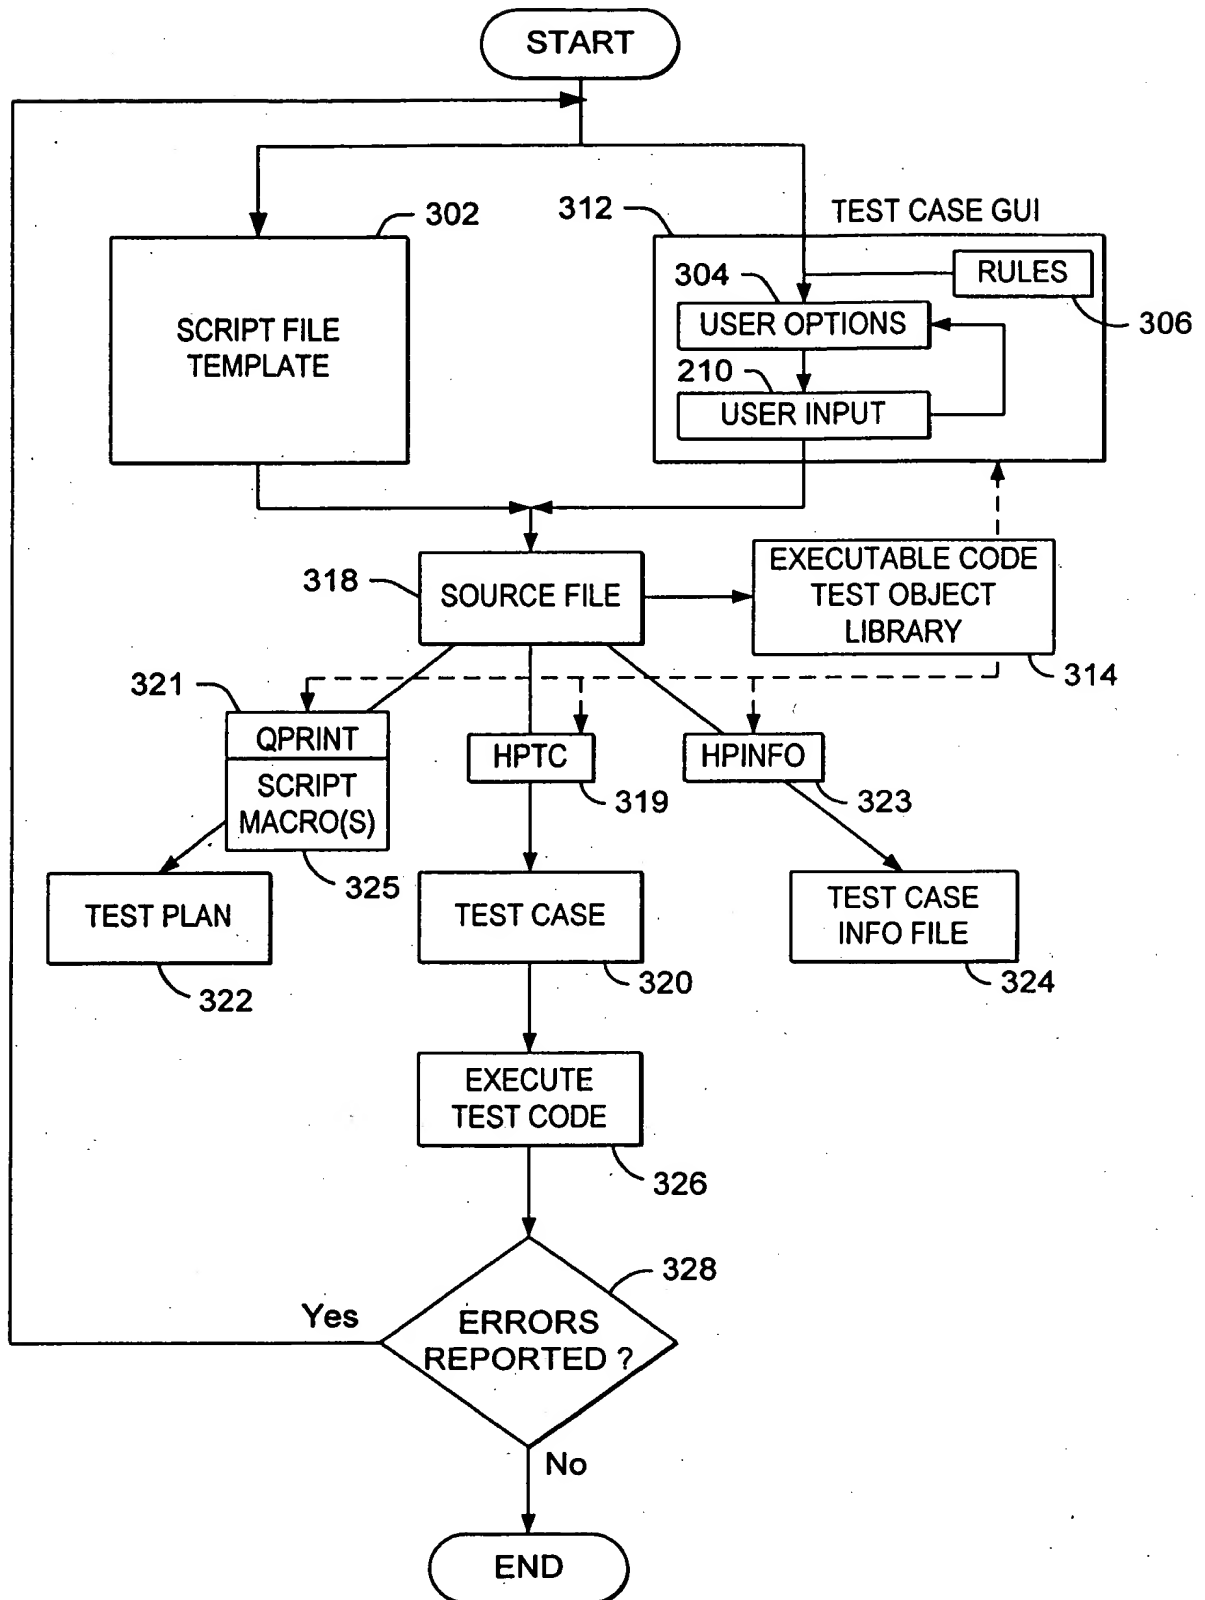 START
302
312
TEST CASE GUI
SCRIPT FILE
TEMPLATE
304
RULES
306
USER OPTIONS
210
USER INPUT
318
SOURCE FILE
EXECUTABLE CODE
TEST OBJECT
LIBRARY
314
321
QPRINT
SCRIPT
MACRO(S)
325
HPTC
319
HPINFO
323
TEST PLAN
322
TEST CASE
320
TEST CASE
INFO FILE
324
EXECUTE
TEST CODE
326
328
Yes
ERRORS
REPORTED ?
No
END